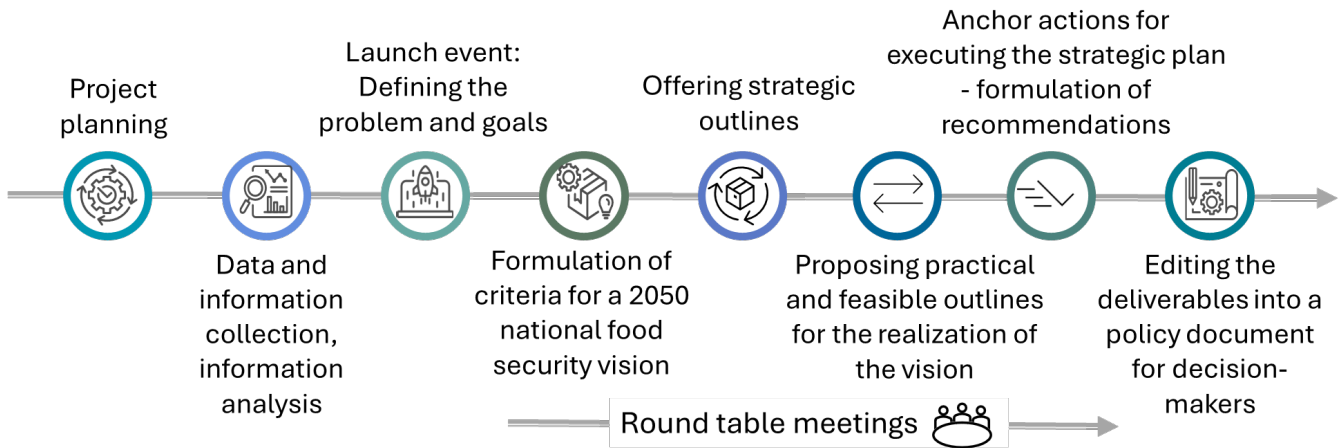 Project
planning
Data and
information
collection,
information
analysis
Launch event:
Defining the
problem and goals
Formulation of
criteria for a 2050
national food
security vision
Offering strategic
outlines
Proposing practical
and feasible outlines
for the realization of
the vision
Anchor actions for
executing the strategic plan
- formulation of
recommendations
Editing the
deliverables into a
policy document
for decision-
makers
Round table meetings